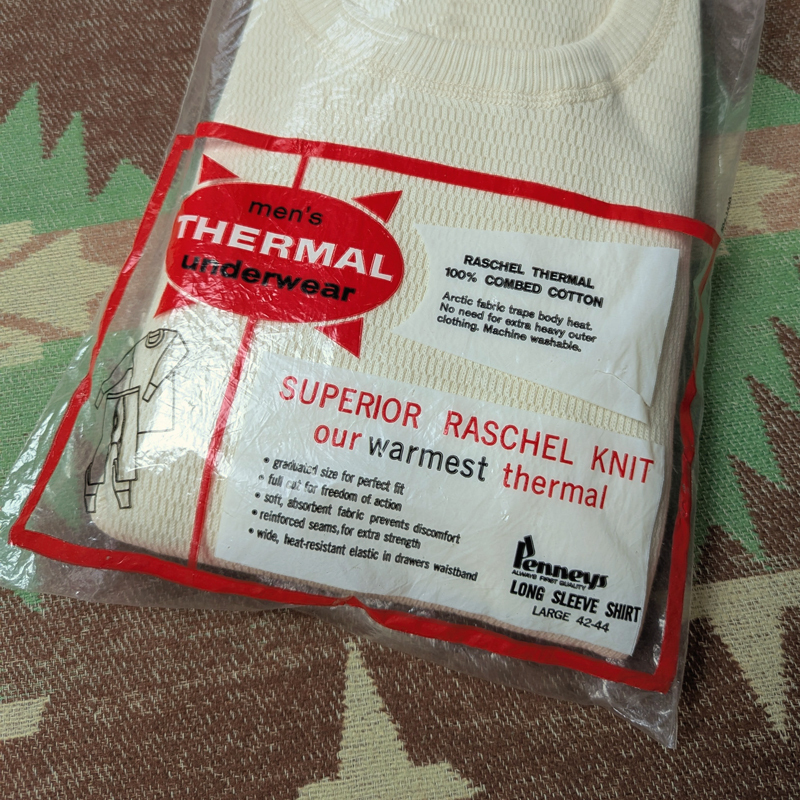 men's
THERMAL
underwear
RASCHEL THERMAL
100% COMBED COTTON
Arctic fabric traps body heat.
No need for extra heavy outer
clothing. Machine washable.
SUPERIOR RASCHEL KNIT
our warmest thermal
• graduated size for perfect fit
• full cut for freedom of action
• soft, absorbent fabric prevents discomfort
• reinforced seams, for extra strength
• wide, heat-resistant elastic in drawers waistband
Penneys
ALWAYS FIRST QUALITY
LONG SLEEVE SHIRT
LARGE 42-44